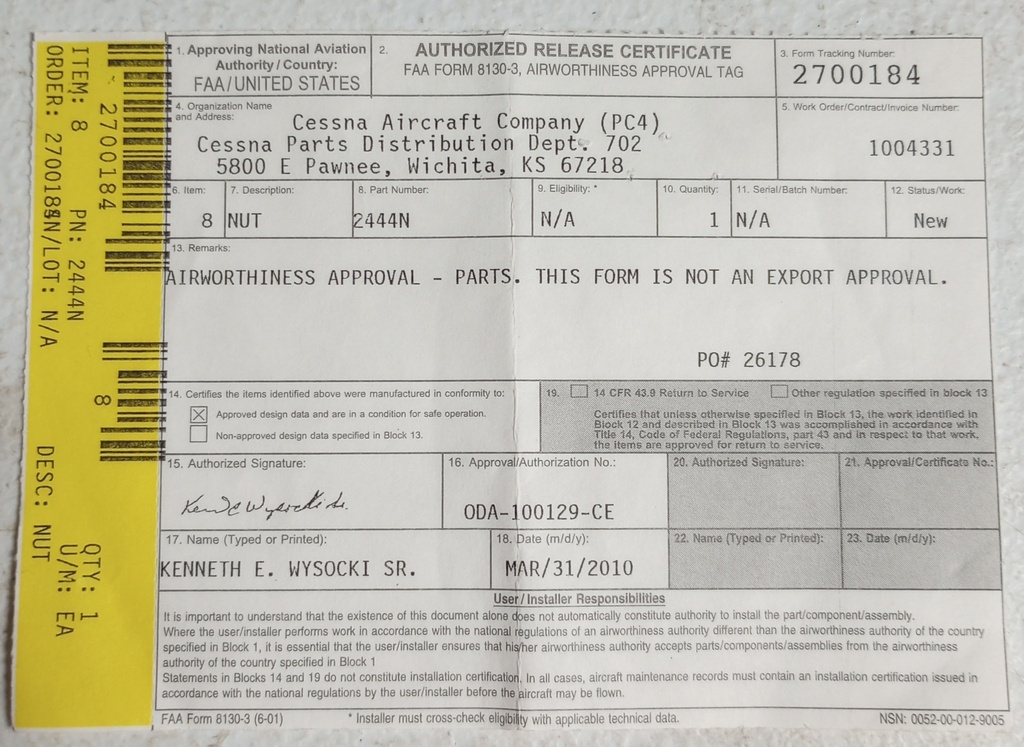 ITEM: 8 PN: 2444N QTY: 1
ORDER: 2700184 SN/LOT: N/A U/M: EA
DESC: NUT
2700184
8
1. Approving National Aviation
Authority/Country:
FAA/UNITED STATES
2.
AUTHORIZED RELEASE CERTIFICATE
FAA FORM 8130-3, AIRWORTHINESS APPROVAL TAG
3. Form Tracking Number:
2700184
4. Organization Name
and Address:
Cessna Aircraft Company (PC4)
Cessna Parts Distribution Dept. 702
5800 E Pawnee, Wichita, KS 67218
5. Work Order/Contract/Invoice Number:
1004331
6. Item: 7. Description: 8. Part Number: 9. Eligibility: * 10. Quantity: 11. Serial/Batch Number: 12. Status/Work:
8 NUT 2444N N/A 1 N/A New
13. Remarks:
AIRWORTHINESS APPROVAL - PARTS. THIS FORM IS NOT AN EXPORT APPROVAL.
PO# 26178
14. Certifies the items identified above were manufactured in conformity to:
Approved design data and are in a condition for safe operation.
Non-approved design data specified in Block 13.
19. 14 CFR 43.9 Return to Service Other regulation specified in block 13
Certifies that unless otherwise specified in Block 13, the work identified in
Block 12 and described in Block 13 was accomplished in accordance with
Title 14, Code of Federal Regulations, part 43 and in respect to that work,
the items are approved for return to service.
15. Authorized Signature:
Ken E Wysocki Sr.
16. Approval/Authorization No.:
ODA-100129-CE
20. Authorized Signature:
21. Approval/Certificate No.:
17. Name (Typed or Printed):
KENNETH E. WYSOCKI SR.
18. Date (m/d/y):
MAR/31/2010
22. Name (Typed or Printed):
23. Date (m/d/y):
User/Installer Responsibilities
It is important to understand that the existence of this document alone does not automatically constitute authority to install the part/component/assembly.
Where the user/installer performs work in accordance with the national regulations of an airworthiness authority different than the airworthiness authority of the country
specified in Block 1, it is essential that the user/installer ensures that his/her airworthiness authority accepts parts/components/assemblies from the airworthiness
authority of the country specified in Block 1
Statements in Blocks 14 and 19 do not constitute installation certification. In all cases, aircraft maintenance records must contain an installation certification issued in
accordance with the national regulations by the user/installer before the aircraft may be flown.
FAA Form 8130-3 (6-01) * Installer must cross-check eligibility with applicable technical data. NSN: 0052-00-012-9005